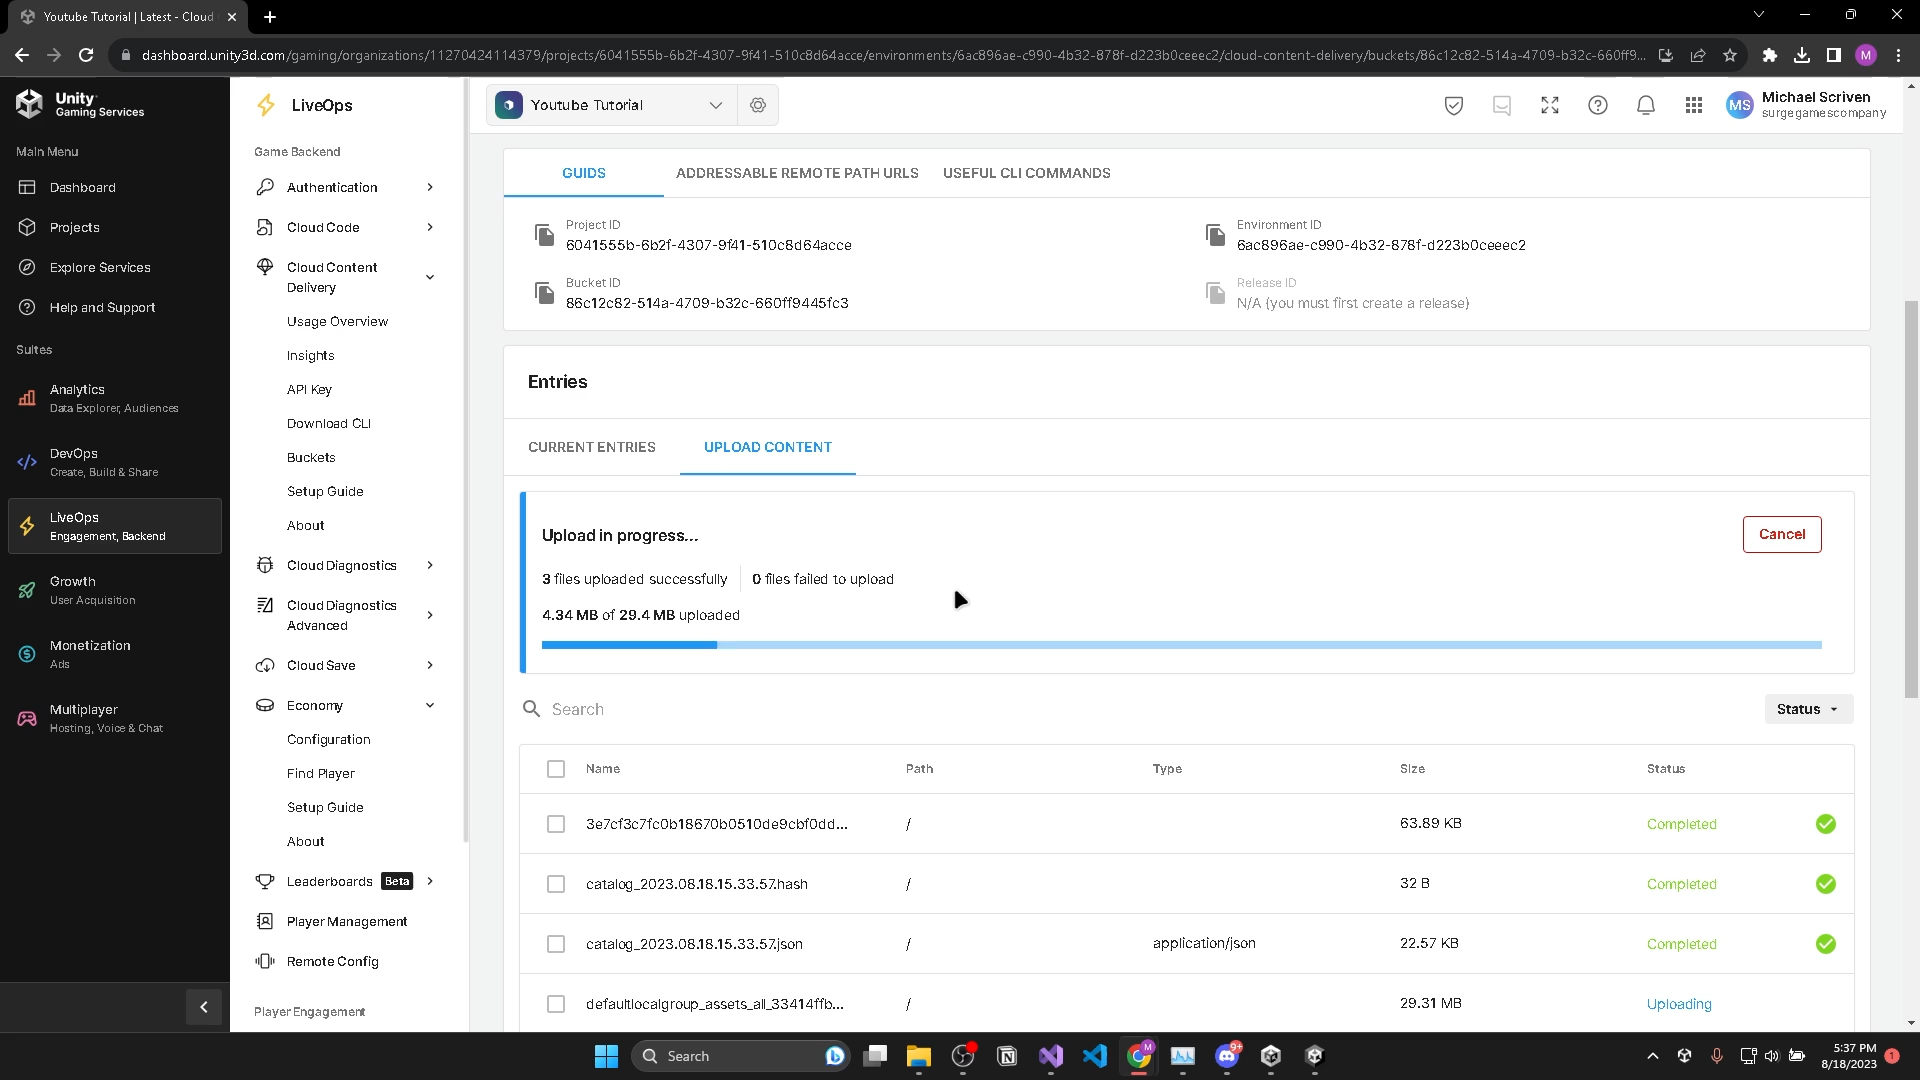 Youtube Tutorial | Latest - Cloud
dashboard.unity3d.com/gaming/organizations/11270424114379/projects/6041555b-6b2f-4307-9f41-510c8d64acce/environments/6ac896ae-c990-4b32-878f-d223b0ceeec2/cloud-content-delivery/buckets/86c12c82-514a-4709-b32c-660ff9...
M
Unity
Gaming Services
Main Menu
Dashboard
Projects
Explore Services
Help and Support
Suites
Analytics
Data Explorer, Audiences
DevOps
Create, Build & Share
LiveOps
Engagement, Backend
Growth
User Acquisition
Monetization
Ads
Multiplayer
Hosting, Voice & Chat
LiveOps
Game Backend
Authentication
Cloud Code
Cloud Content
Delivery
Usage Overview
Insights
API Key
Download CLI
Buckets
Setup Guide
About
Cloud Diagnostics
Cloud Diagnostics
Advanced
Cloud Save
Economy
Configuration
Find Player
Setup Guide
About
Leaderboards Beta
Player Management
Remote Config
Player Engagement
Youtube Tutorial
MS
Michael Scriven
surgegamescompany
GUIDS ADDRESSABLE REMOTE PATH URLS USEFUL CLI COMMANDS
Project ID
6041555b-6b2f-4307-9f41-510c8d64acce
Environment ID
6ac896ae-c990-4b32-878f-d223b0ceeec2
Bucket ID
86c12c82-514a-4709-b32c-660ff9445fc3
Release ID
N/A (you must first create a release)
Entries
CURRENT ENTRIES UPLOAD CONTENT
Upload in progress...
Cancel
3 files uploaded successfully 0 files failed to upload
4.34 MB of 29.4 MB uploaded
Search
Status
Name Path Type Size Status
3e7cf3c7fc0b18670b0510de9cbf0dd... / 63.89 KB Completed
catalog_2023.08.18.15.33.57.hash / 32 B Completed
catalog_2023.08.18.15.33.57.json / application/json 22.57 KB Completed
defaultlocalgroup_assets_all_33414ffb... / 29.31 MB Uploading
Search
M
9+
5:37 PM
8/18/2023
1